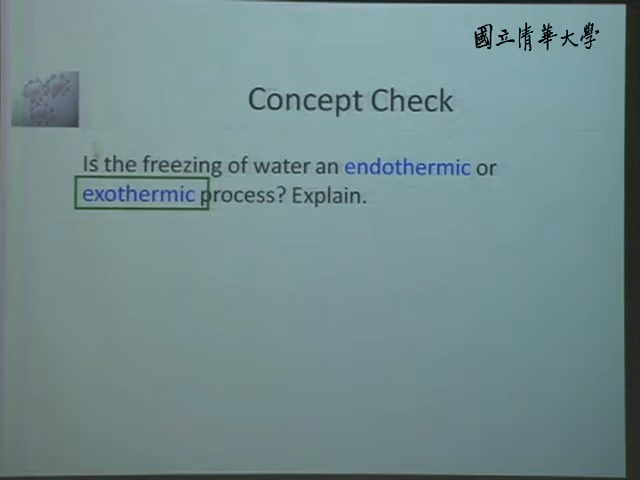 國立清華大學
Concept Check
Is the freezing of water an endothermic or
exothermic process? Explain.